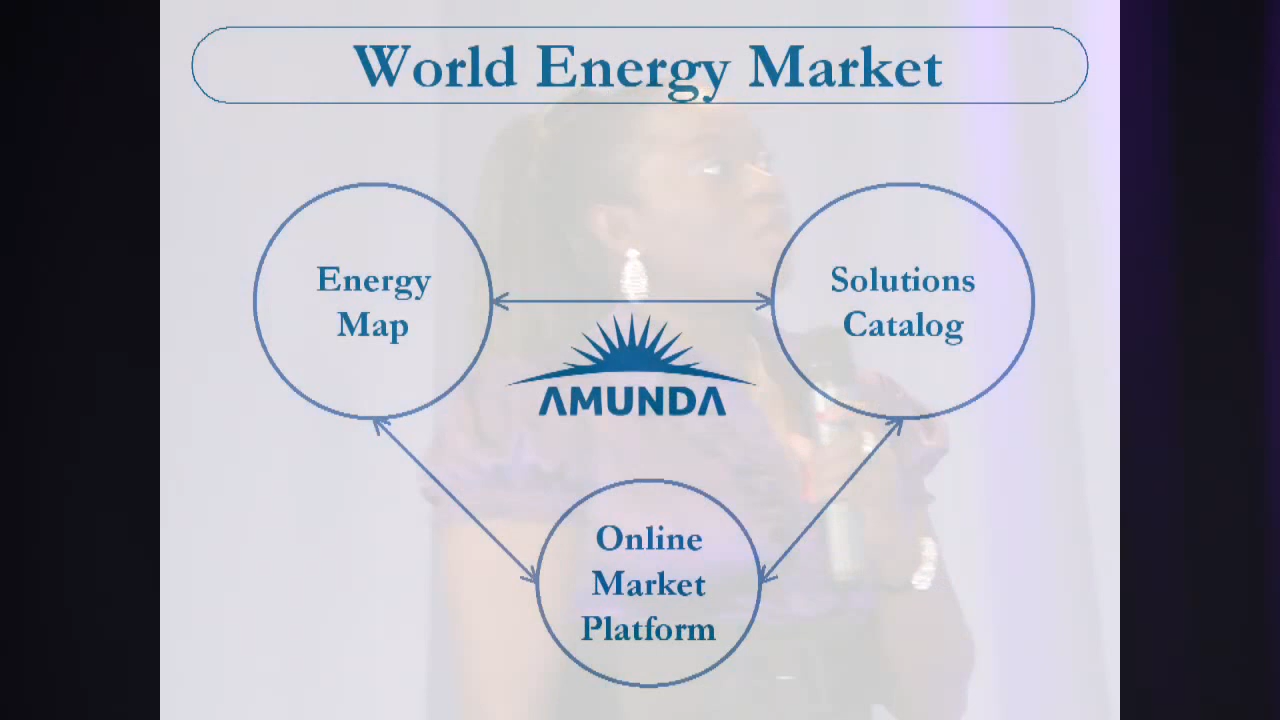 World Energy Market
Energy
Map
Solutions
Catalog
AMUNDA
Online
Market
Platform